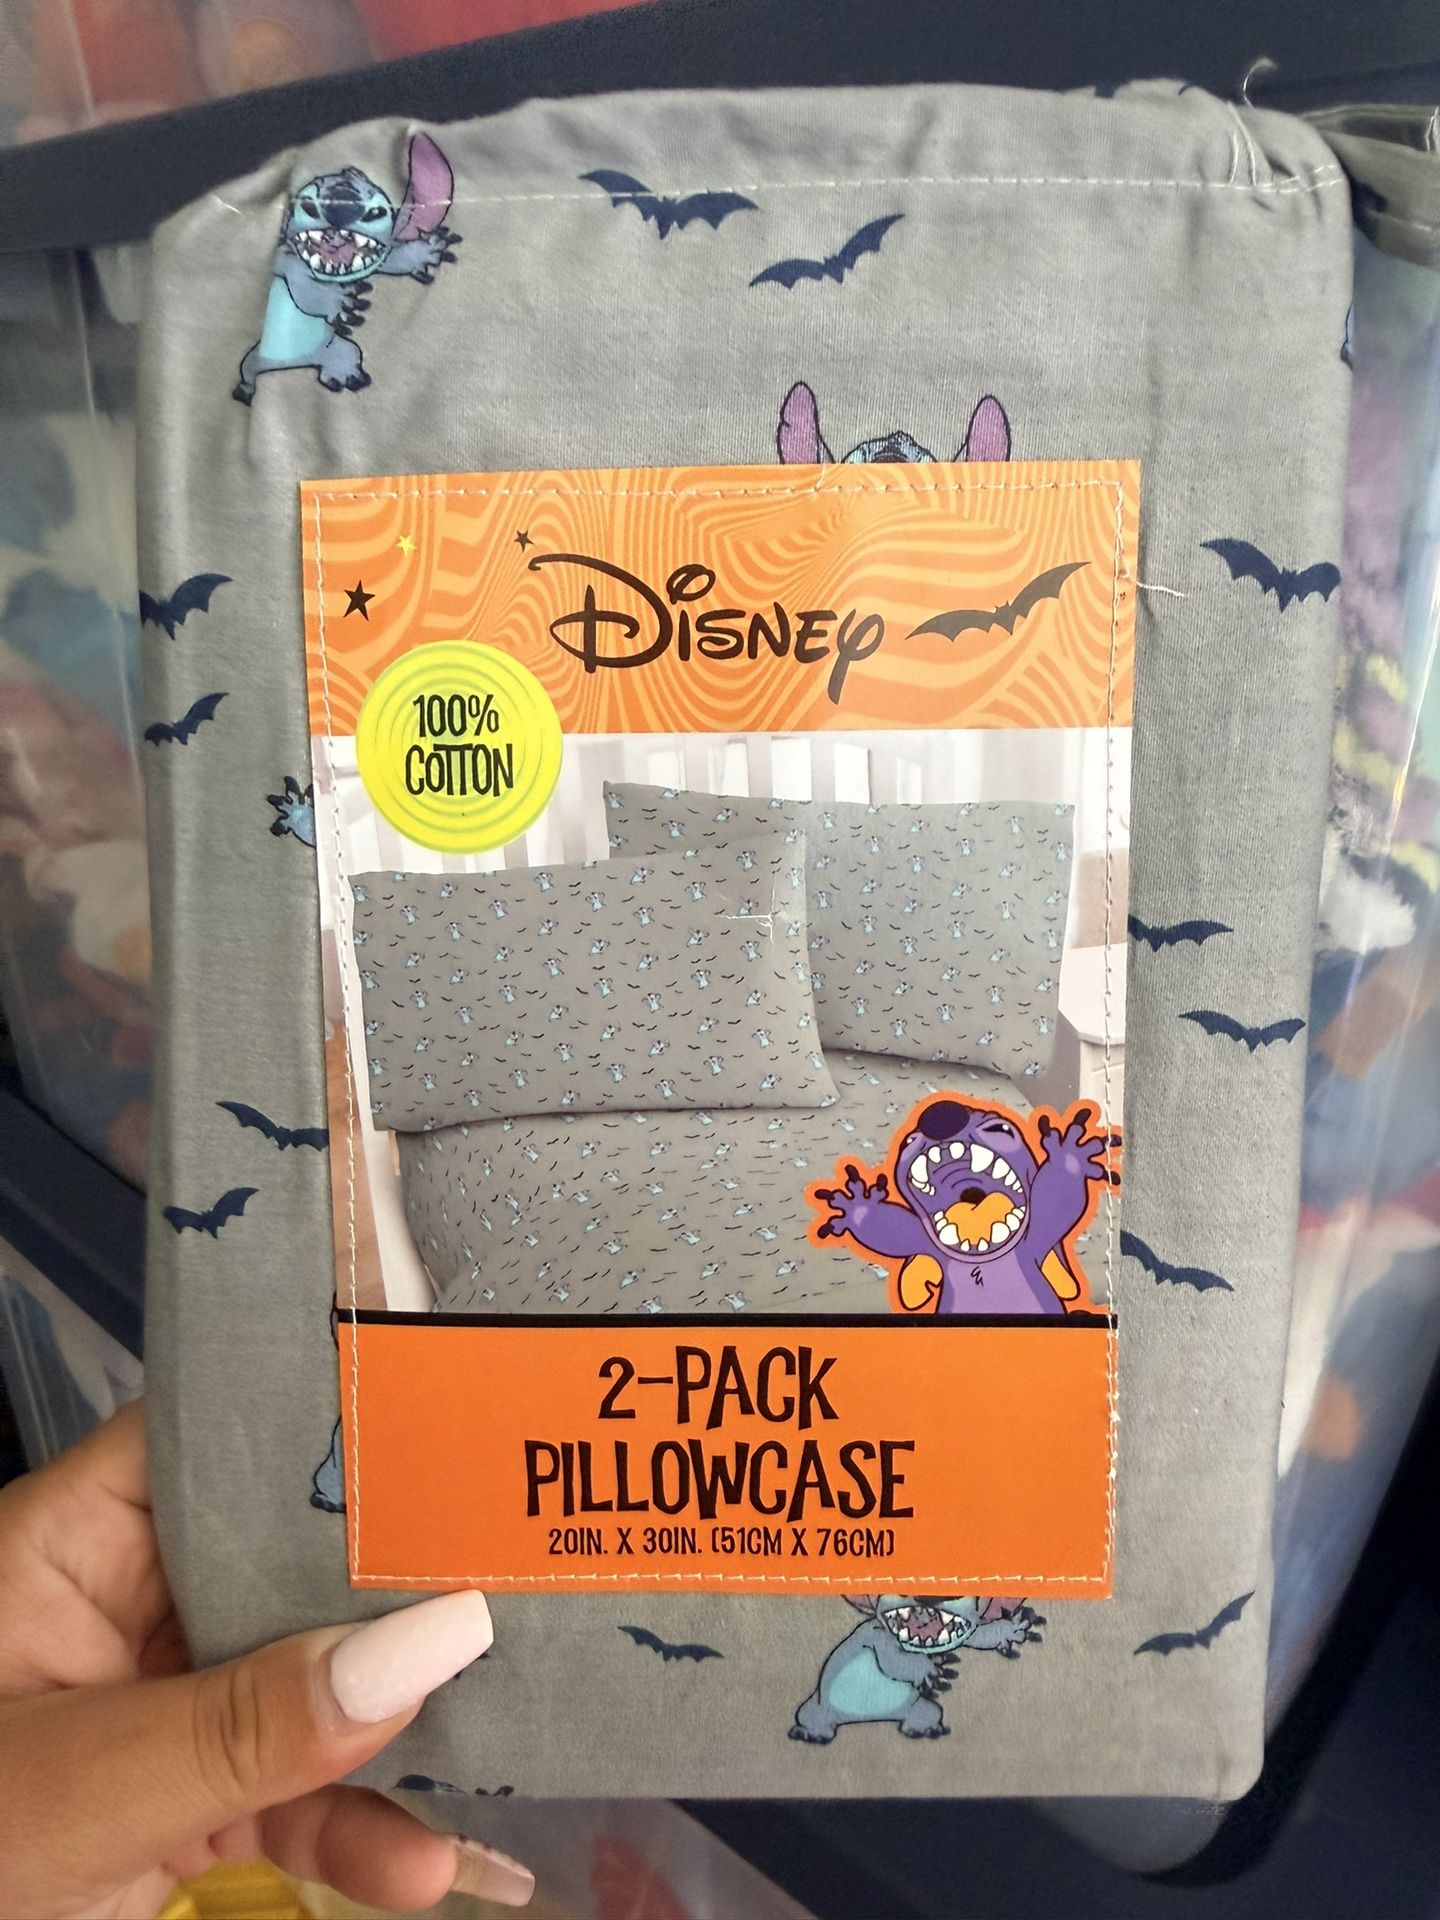 DISNEY
100%
COTTON
2-PACK
PILLOWCASE
20IN. X 30IN. (51CM X 76CM)